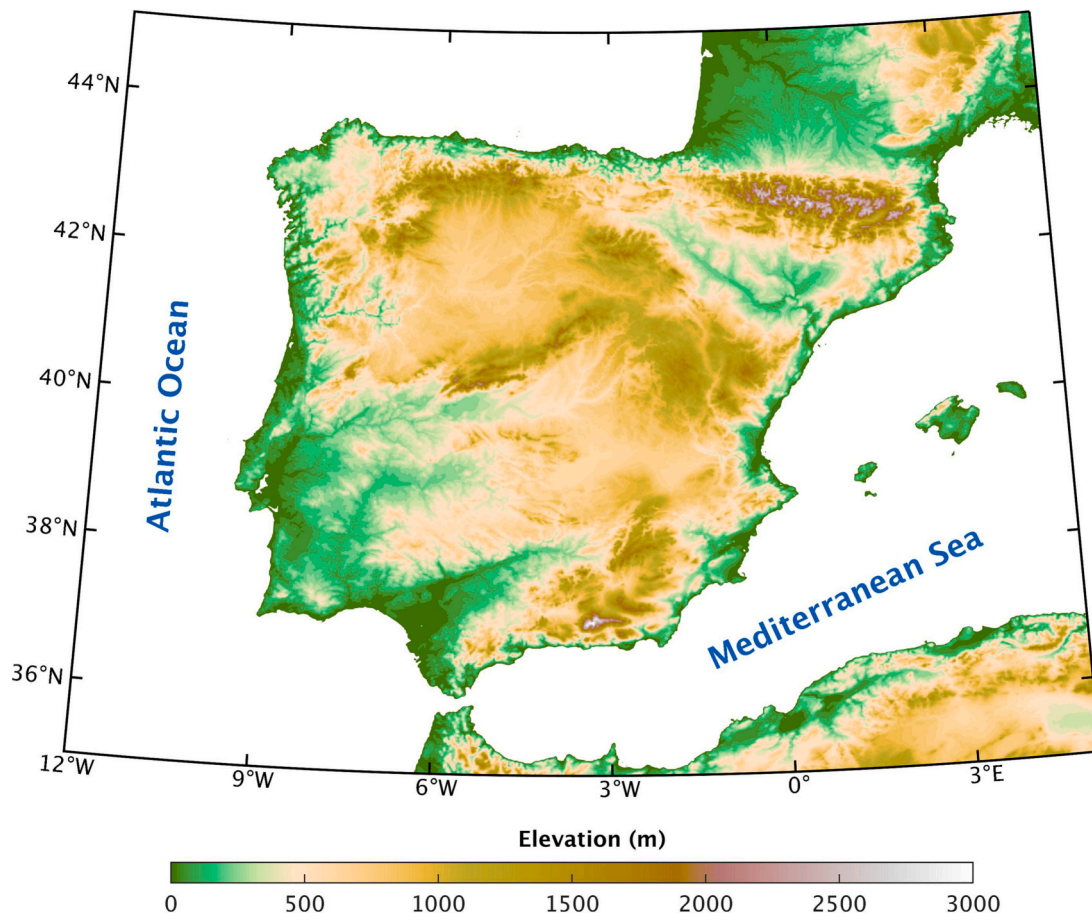 44°N
42°N
40°N
38°N
36°N
Atlantic Ocean
Mediterranean Sea
12°W
9°W
6°W
3°W
0°
3°E
Elevation (m)
0 500 1000 1500 2000 2500 3000